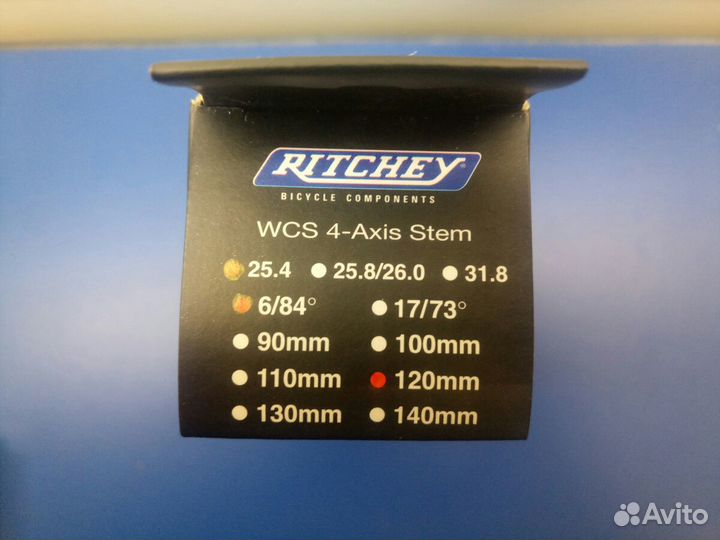 RITCHEY
BICYCLE COMPONENTS
WCS 4-Axis Stem
25.4 25.8/26.0 31.8
6/84° 17/73°
90mm 100mm
110mm 120mm
130mm 140mm
Avito